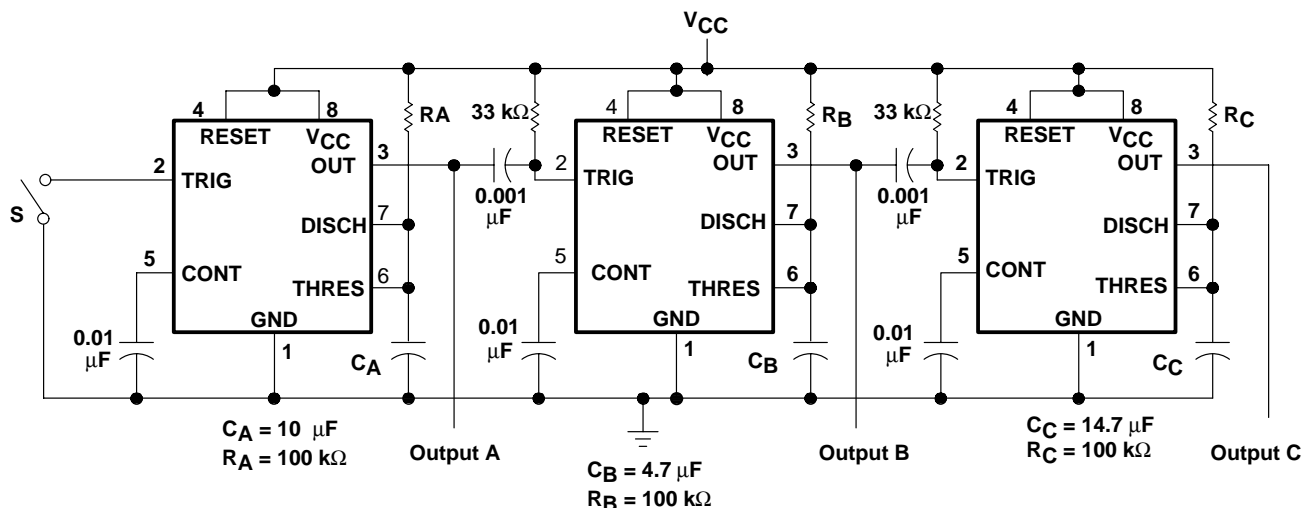 VCC
4
8
RESET
VCC
OUT
3
2
TRIG
DISCH
7
5
CONT
THRES
6
GND
1
S
0.01
μF
RA
CA
33 kΩ
0.001
μF
4
8
RESET
VCC
OUT
3
2
TRIG
DISCH
7
5
CONT
THRES
6
GND
1
0.01
μF
RB
CB
33 kΩ
0.001
μF
4
8
RESET
VCC
OUT
3
2
TRIG
DISCH
7
5
CONT
THRES
6
GND
1
0.01
μF
RC
CC
CA = 10 μF
RA = 100 kΩ
Output A
CB = 4.7 μF
RB = 100 kΩ
Output B
CC = 14.7 μF
RC = 100 kΩ
Output C